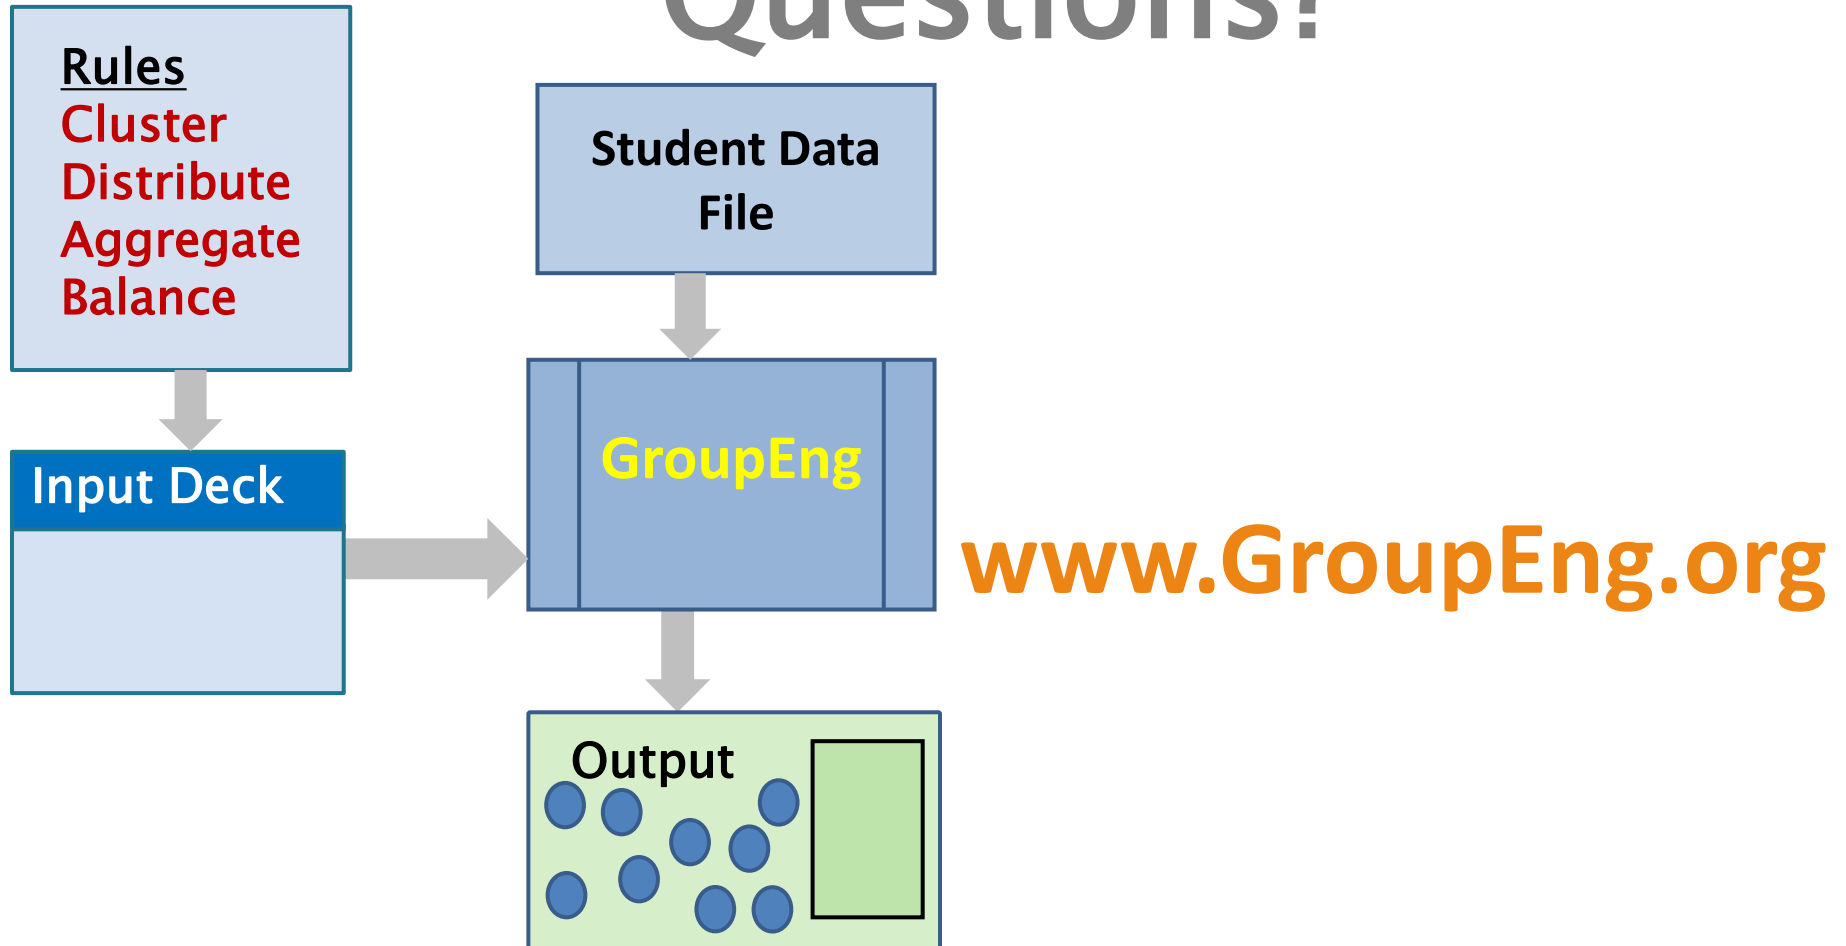 Questions?
Rules
Cluster
Distribute
Aggregate
Balance
Student Data
File
Input Deck
GroupEng
www.GroupEng.org
Output